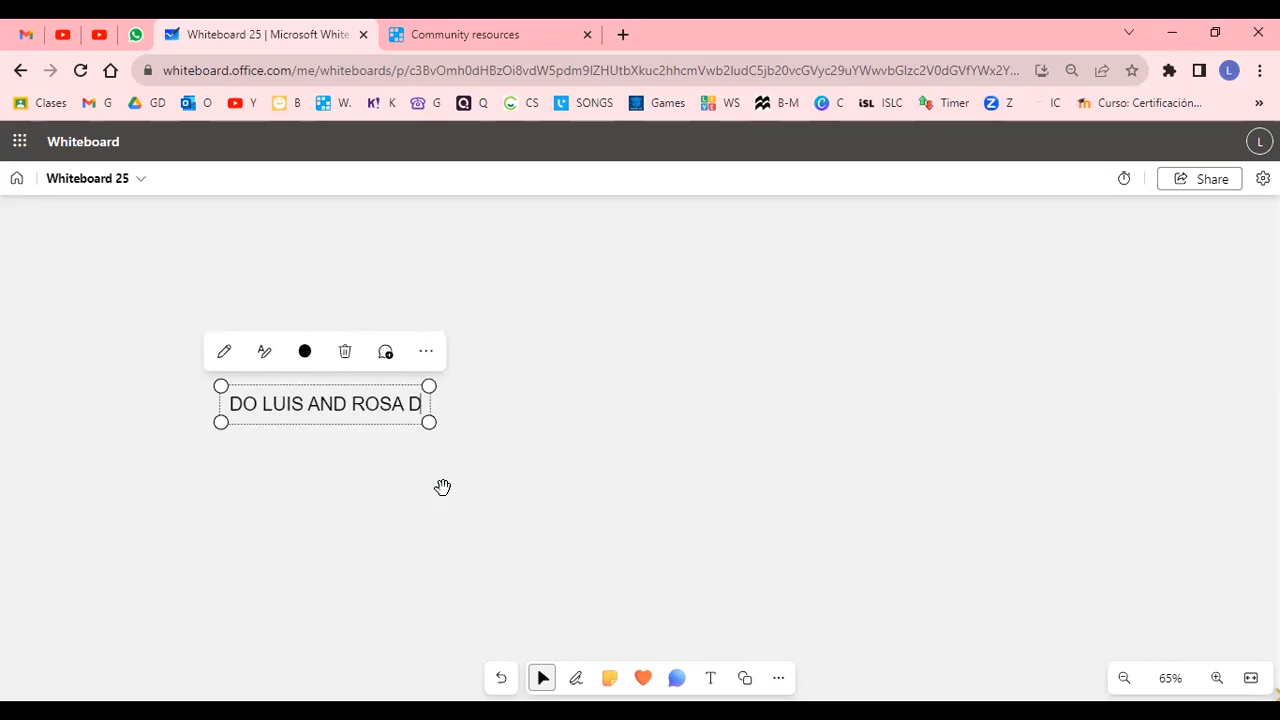 Whiteboard 25 | Microsoft White
Community resources
whiteboard.office.com/me/whiteboards/p/
Clases
G
GD
O
Y
B
W.
K
G
Q
CS
SONGS
Games
WS
B-M
C
ISLC
Timer
Z
IC
Curso: Certificación...
L
Whiteboard
L
Whiteboard 25
Share
DO LUIS AND ROSA D
T
65%